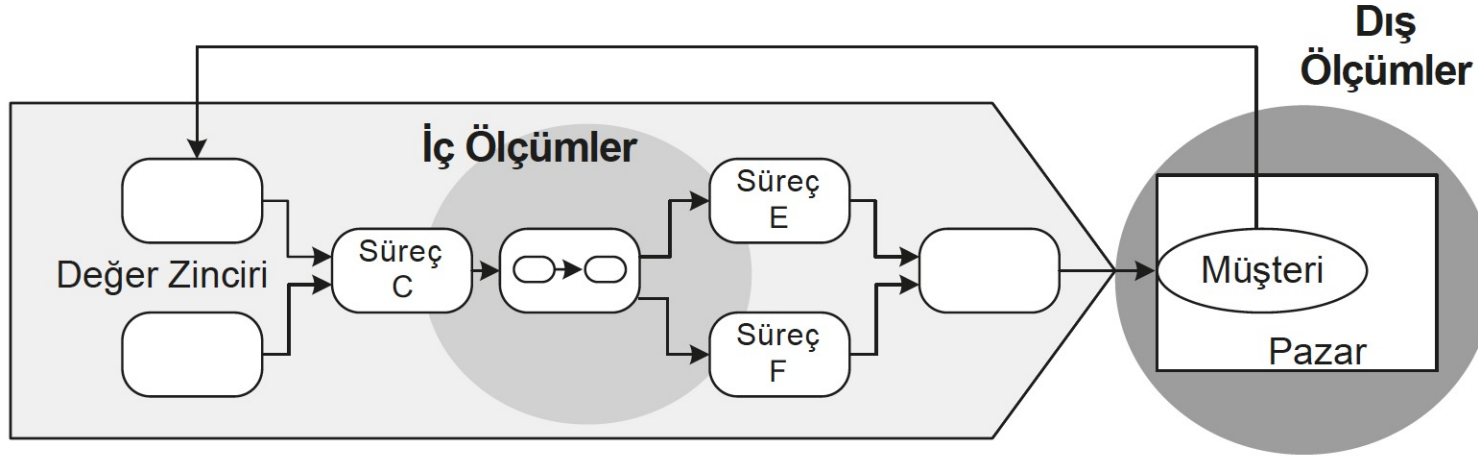 Dış
Ölçümler
İç Ölçümler
Süreç
E
Değer Zinciri
Süreç
C
Müşteri
Süreç
F
Pazar